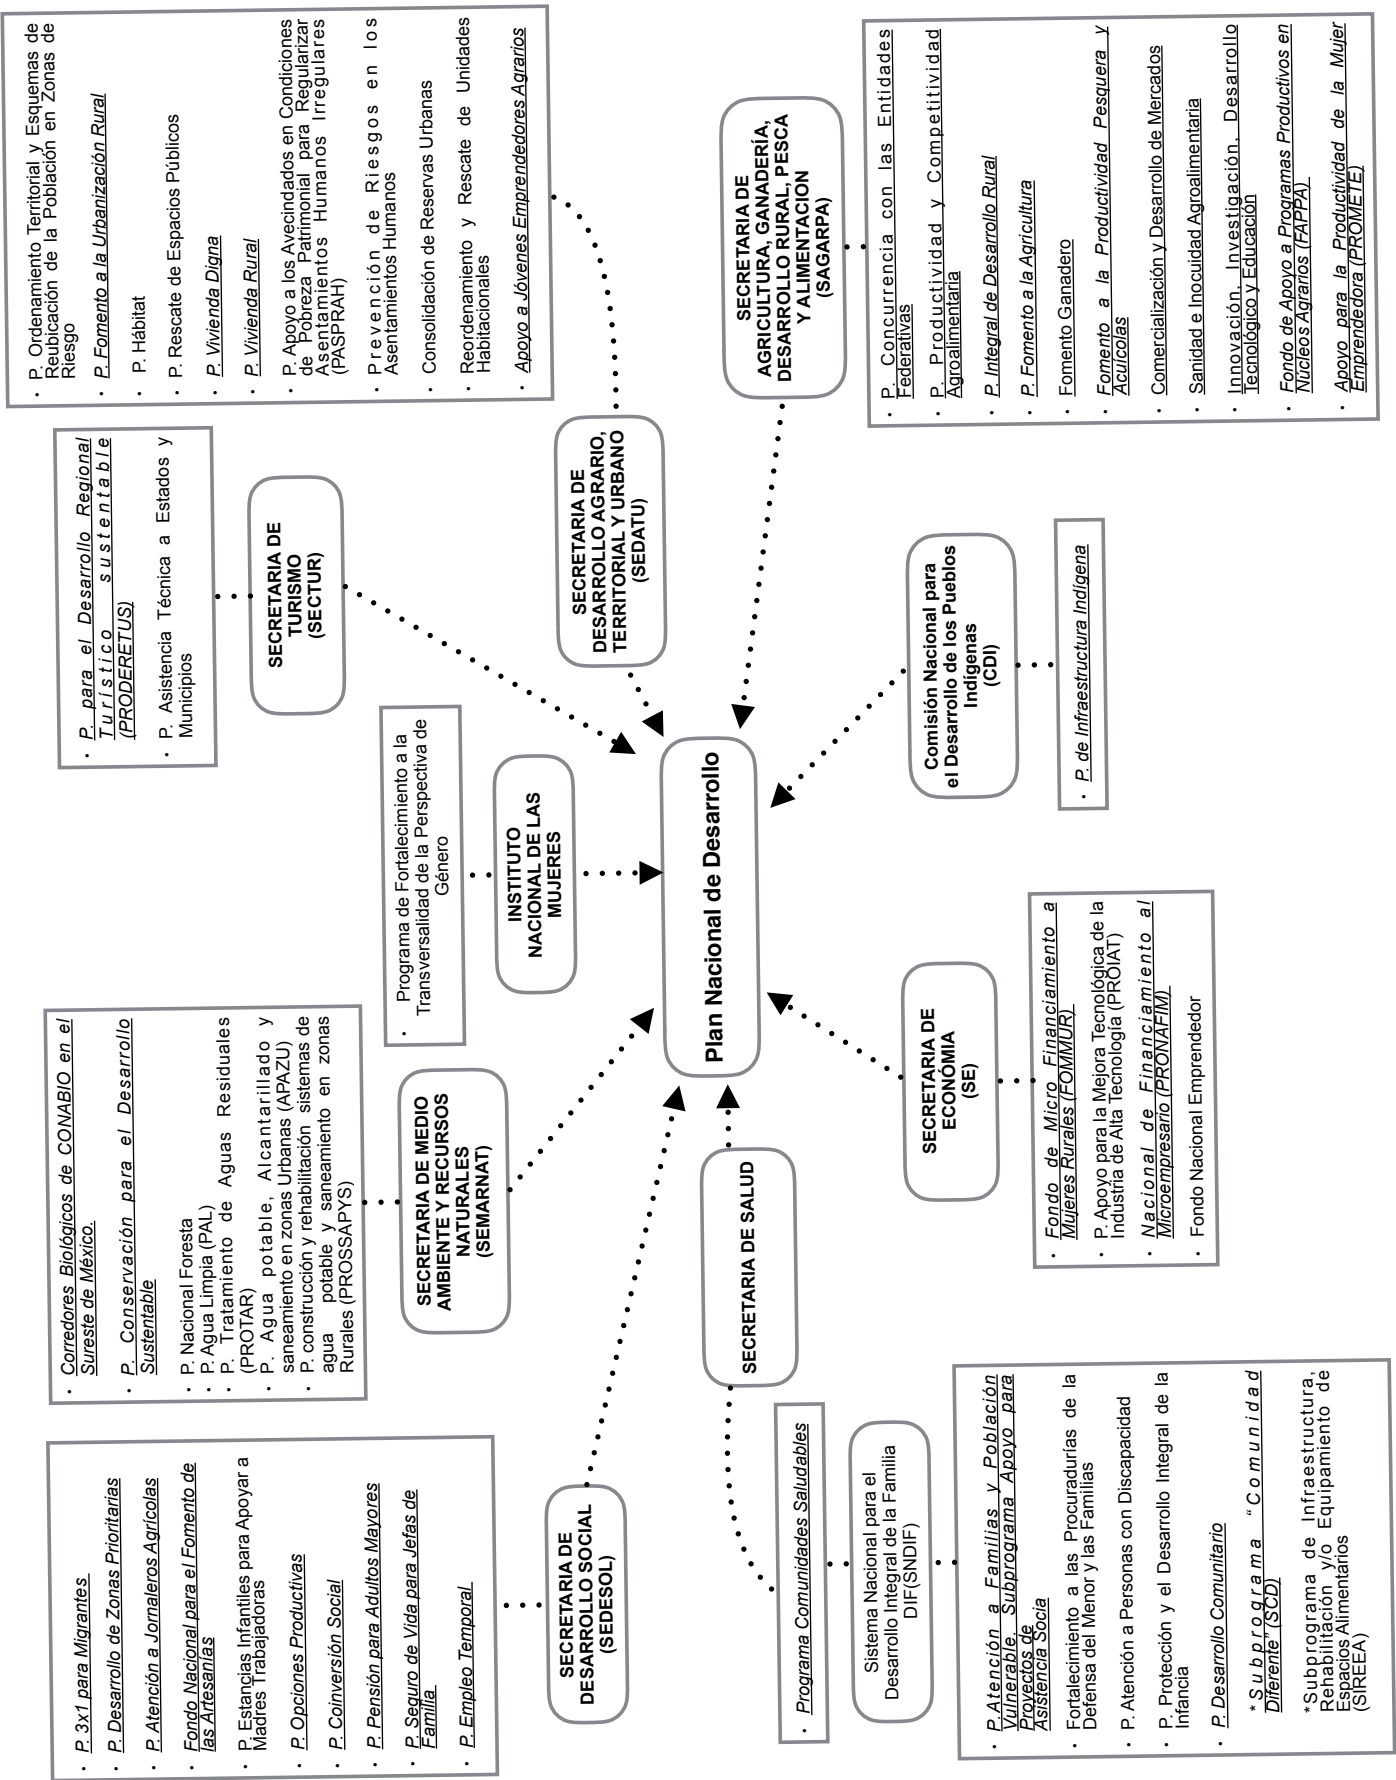 · P. 3x1 para Migrantes
· P. Desarrollo de Zonas Prioritarias
· P. Atención a Jornaleros Agrícolas
· Fondo Nacional para el Fomento de
las Artesanías
· P. Estancias Infantiles para Apoyar a
Madres Trabajadoras
· P. Opciones Productivas
· P. Coinversión Social
· P. Pensión para Adultos Mayores
· P. Seguro de Vida para Jefas de
Familia
· P. Empleo Temporal
SECRETARIA DE
DESARROLLO SOCIAL
(SEDESOL)
· Corredores Biológicos de CONABIO en el
Sureste de México.
· P. Conservación para el Desarrollo
Sustentable
· P. Nacional Foresta
· P. Agua Limpia (PAL)
· P. Tratamiento de Aguas Residuales
(PROTAR)
· P. Agua potable, Alcantarillado y
saneamiento en zonas Urbanas (APAZU)
· P. construcción y rehabilitación sistemas de
agua potable y saneamiento en zonas
Rurales (PROSSAPYS)
SECRETARIA DE MEDIO
AMBIENTE Y RECURSOS
NATURALES
(SEMARNAT)
· Programa de Fortalecimiento a la
Transversalidad de la Perspectiva de
Género
INSTITUTO
NACIONAL DE LAS
MUJERES
· P. para el Desarrollo Regional
Turístico sustentable
(PRODERETUS)
· P. Asistencia Técnica a Estados y
Municipios
SECRETARIA DE
TURISMO
(SECTUR)
· P. Ordenamiento Territorial y Esquemas de
Reubicación de la Población en Zonas de
Riesgo
· P. Fomento a la Urbanización Rural
· P. Hábitat
· P. Rescate de Espacios Públicos
· P. Vivienda Digna
· P. Vivienda Rural
· P. Apoyo a los Avecindados en Condiciones
de Pobreza Patrimonial para Regularizar
Asentamientos Humanos Irregulares
(PASPRAH)
· Prevención de Riesgos en los
Asentamientos Humanos
· Consolidación de Reservas Urbanas
· Reordenamiento y Rescate de Unidades
Habitacionales
· Apoyo a Jóvenes Emprendedores Agrarios
SECRETARIA DE
DESARROLLO AGRARIO,
TERRITORIAL Y URBANO
(SEDATU)
Plan Nacional de Desarrollo
SECRETARIA DE SALUD
· Programa Comunidades Saludables
Sistema Nacional para el
Desarrollo Integral de la Familia
DIF(SNDIF)
· P. Atención a Familias y Población
Vulnerable. Subprograma Apoyo para
Proyectos de
Asistencia Socia
· Fortalecimiento a las Procuradurías de la
Defensa del Menor y las Familias
· P. Atención a Personas con Discapacidad
· P. Protección y el Desarrollo Integral de la
Infancia
· P. Desarrollo Comunitario
*Subprograma “Comunidad
Diferente” (SCD)
*Subprograma de Infraestructura,
Rehabilitación y/o Equipamiento de
Espacios Alimentarios
(SIREEA)
SECRETARIA DE
ECONÓMIA
(SE)
· Fondo de Micro Financiamiento a
Mujeres Rurales (FOMMUR)
· P. Apoyo para la Mejora Tecnológica de la
Industria de Alta Tecnología (PROIAT)
· Nacional de Financiamiento al
Microempresario (PRONAFIM)
· Fondo Nacional Emprendedor
Comisión Nacional para
el Desarrollo de los Pueblos
Indígenas
(CDI)
· P. de Infraestructura Indígena
SECRETARIA DE
AGRICULTURA, GANADERÍA,
DESARROLLO RURAL, PESCA
Y ALIMENTACION
(SAGARPA)
· P. Concurrencia con las Entidades
Federativas
· P. Productividad y Competitividad
Agroalimentaria
· P. Integral de Desarrollo Rural
· P. Fomento a la Agricultura
· Fomento Ganadero
· Fomento a la Productividad Pesquera y
Acuícolas
· Comercialización y Desarrollo de Mercados
· Sanidad e Inocuidad Agroalimentaria
· Innovación, Investigación, Desarrollo
Tecnológico y Educación
· Fondo de Apoyo a Programas Productivos en
Núcleos Agrarios (FAPPA)
· Apoyo para la Productividad de la Mujer
Emprendedora (PROMETE)